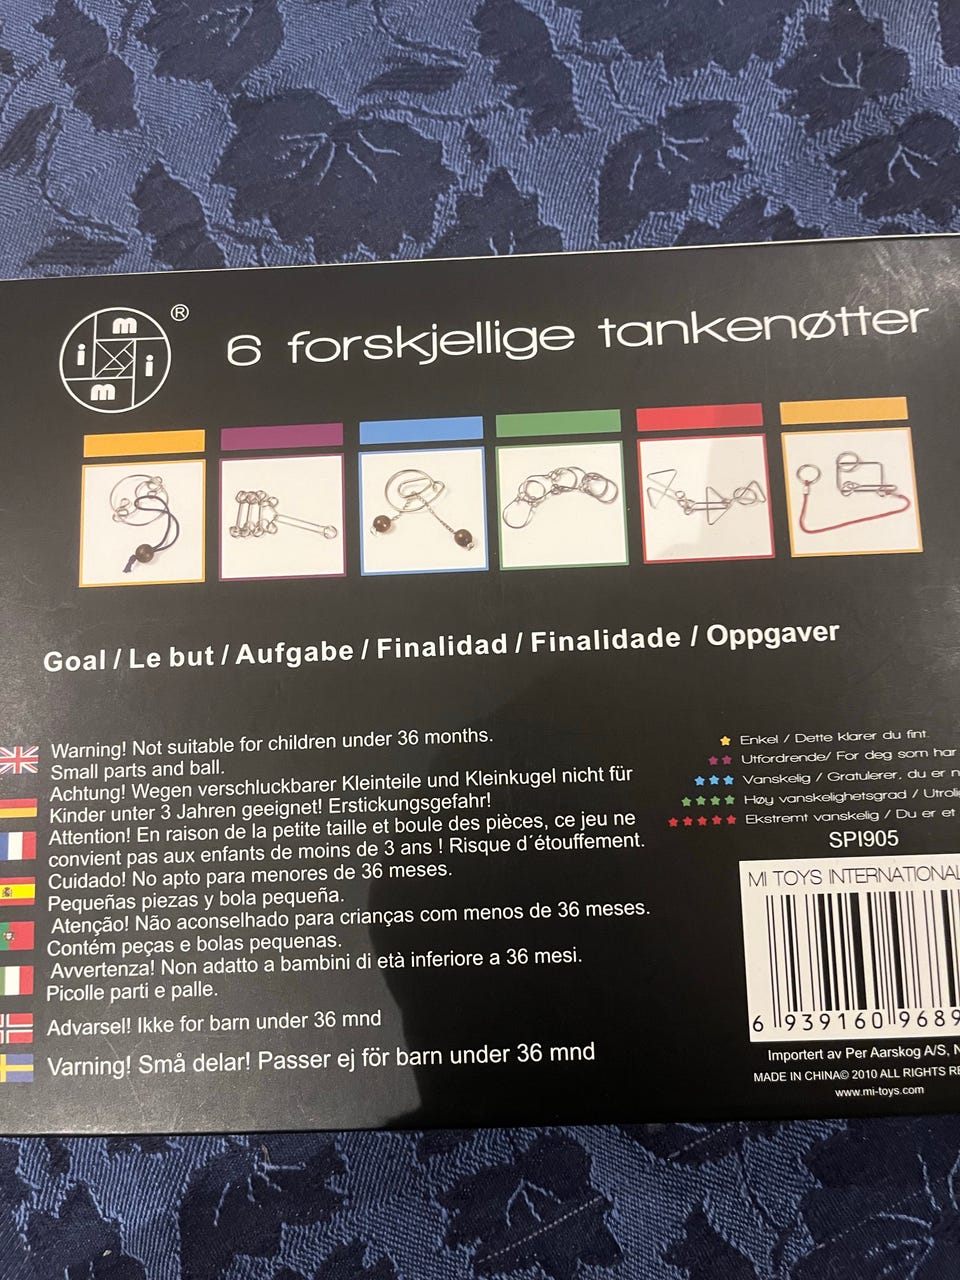 m
i i
m
®
6 forskjellige tankenøtter
Goal / Le but / Aufgabe / Finalidad / Finalidade / Oppgaver
Warning! Not suitable for children under 36 months.
Small parts and ball.
Achtung! Wegen verschluckbarer Kleinteile und Kleinkugel nicht für
Kinder unter 3 Jahren geeignet! Erstickungsgefahr!
Attention! En raison de la petite taille et boule des pièces, ce jeu ne
convient pas aux enfants de moins de 3 ans ! Risque d´étouffement.
Cuidado! No apto para menores de 36 meses.
Pequeñas piezas y bola pequeña.
Atenção! Não aconselhado para crianças com menos de 36 meses.
Contém peças e bolas pequenas.
Avvertenza! Non adatto a bambini di età inferiore a 36 mesi.
Picolle parti e palle.
Advarsel! Ikke for barn under 36 mnd
Varning! Små delar! Passer ej för barn under 36 mnd
Enkel / Dette klarer du fint.
Utfordrende/ For deg som har
Vanskelig / Gratulerer, du er
Høy vanskelighetsgrad /
Ekstremt vanskelig / Du er et
SPI905
MI TOYS INTERNATIONAL
6 939160 9689
Importert av Per Aarskog A/S, N
MADE IN CHINA© 2010 ALL RIGHTS
www.mi-toys.com